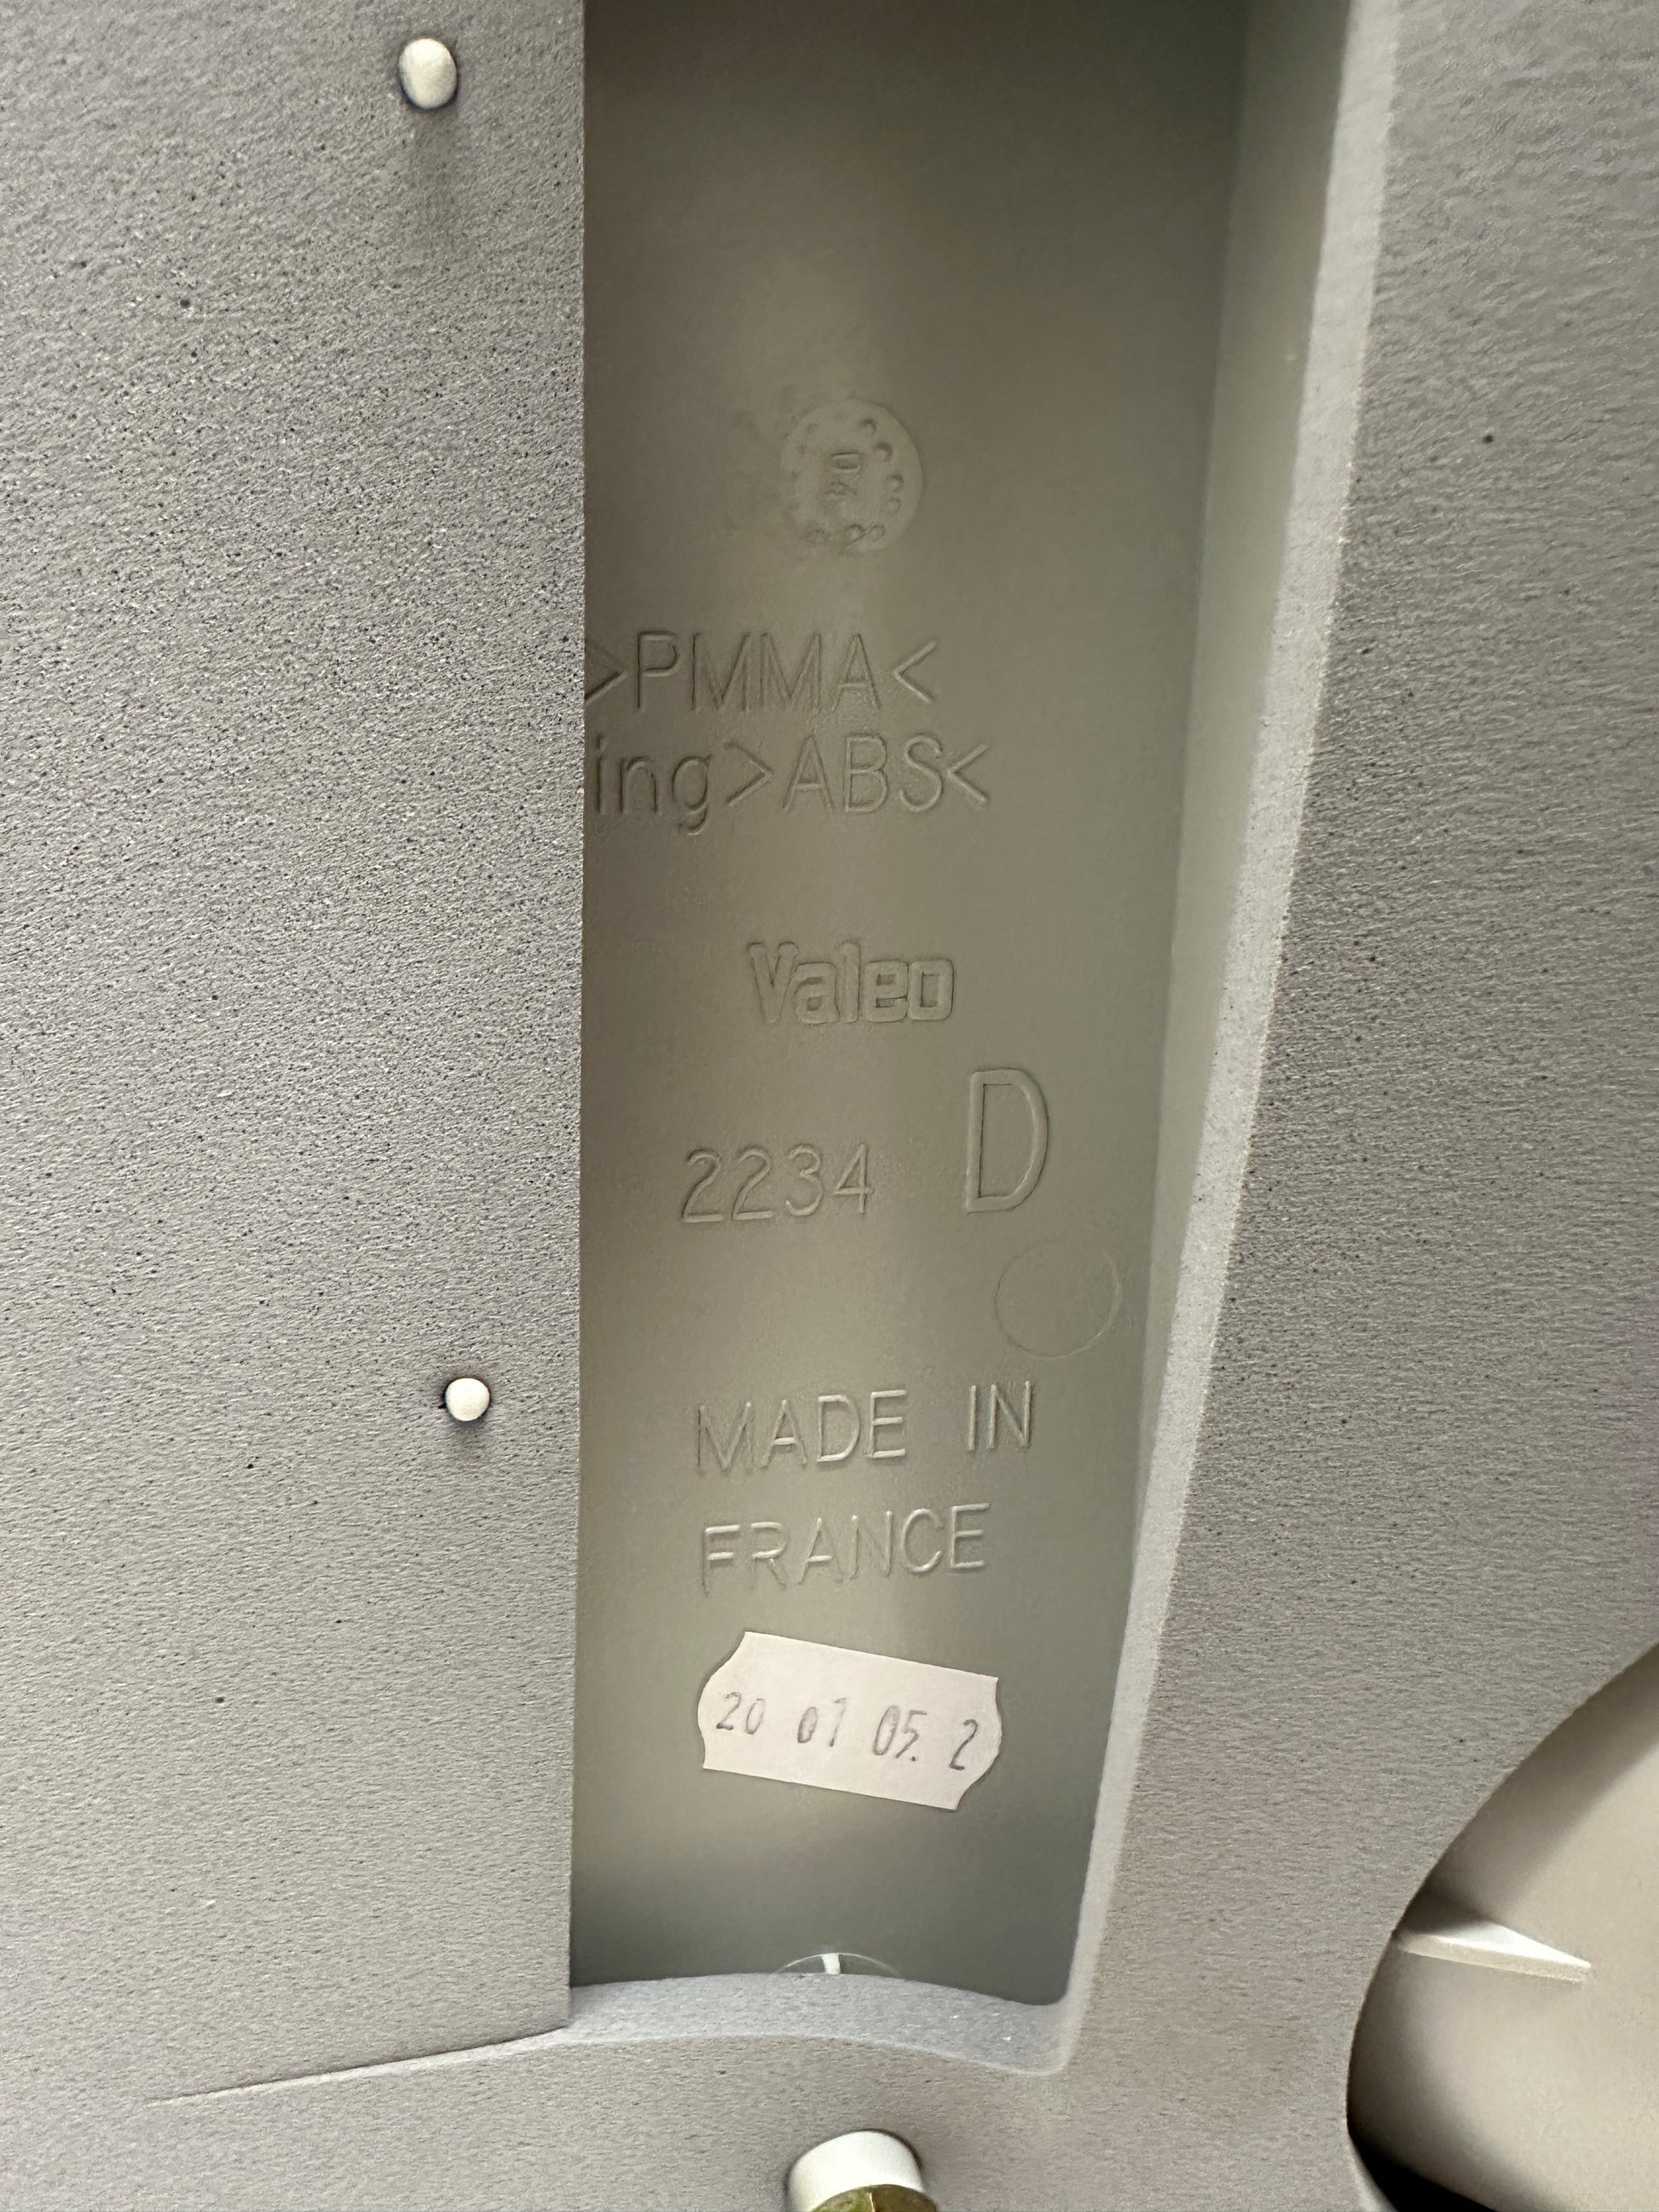 >PMMA<
ing>ABS<
Valeo
2234 D
MADE IN
FRANCE
20 01 05. 2